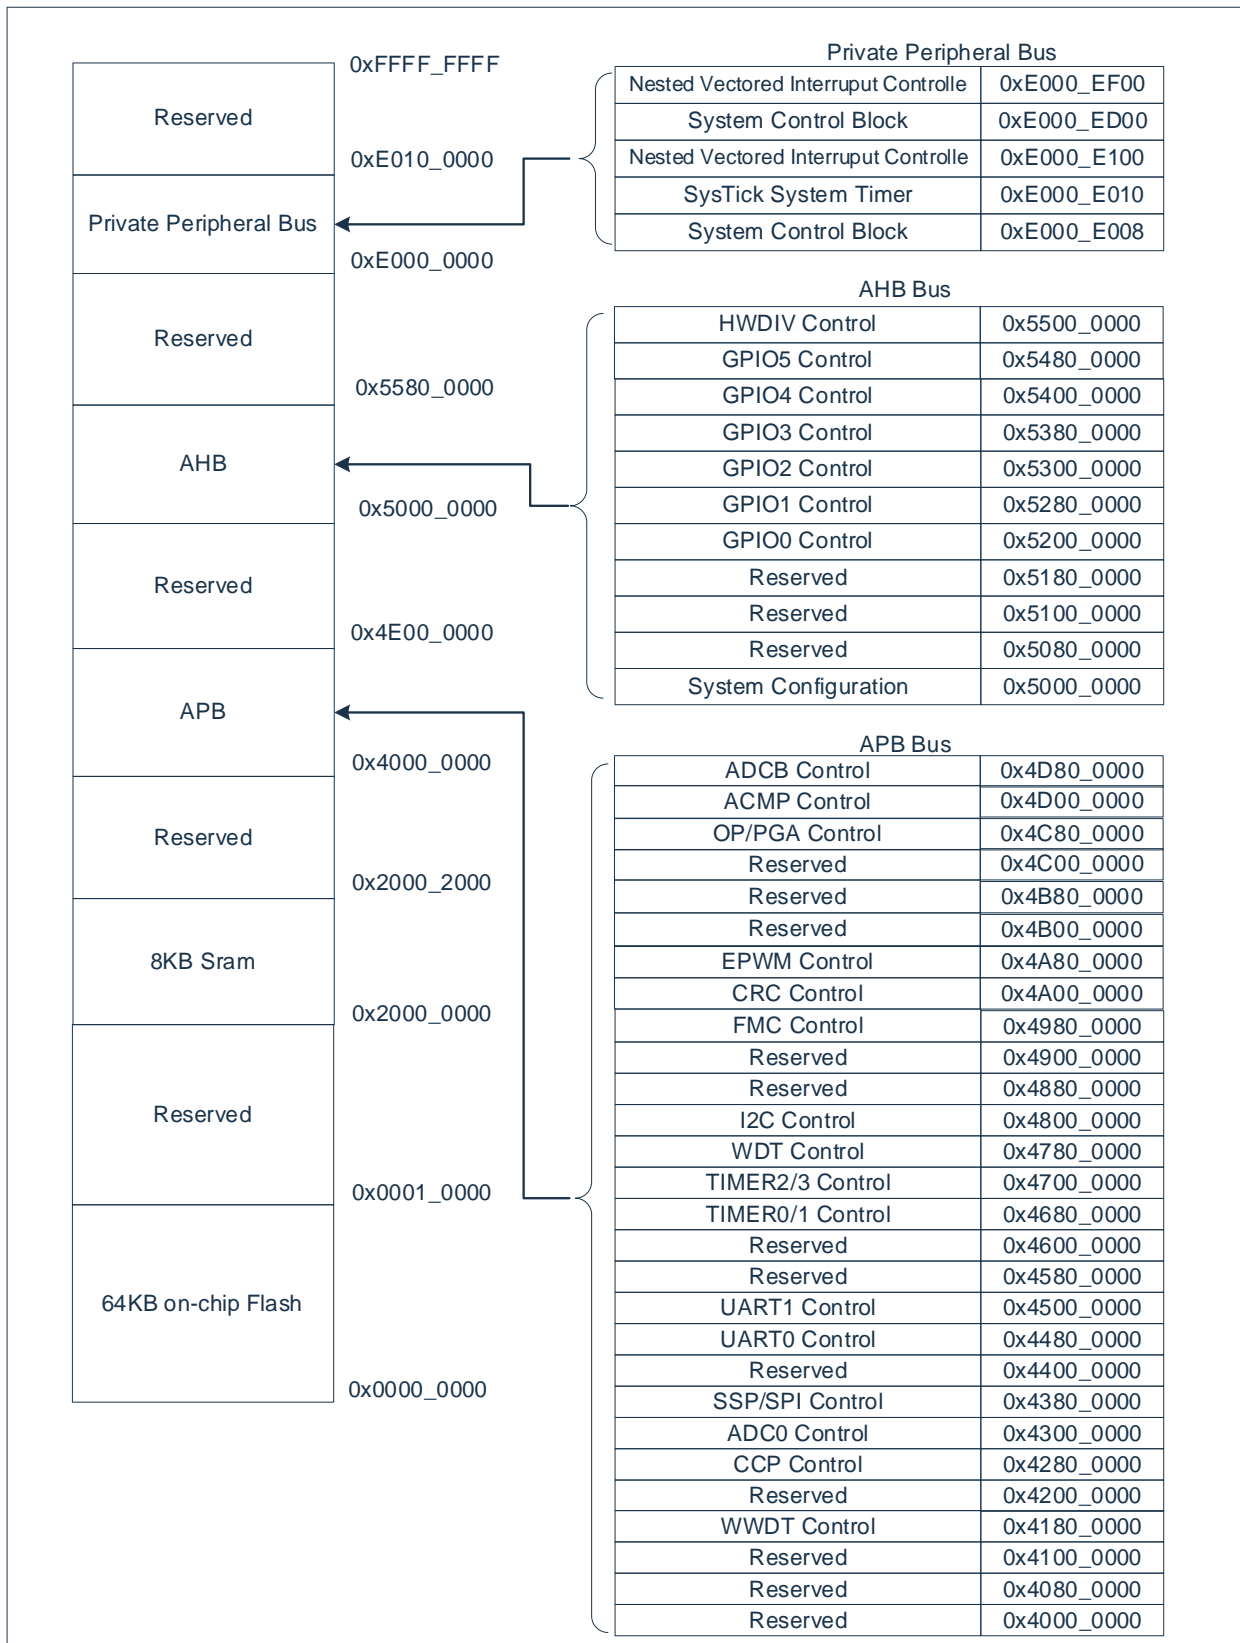 0xFFFF_FFFF
Reserved
0xE010_0000
Private Peripheral Bus
0xE000_0000
Reserved
0x5580_0000
AHB
0x5000_0000
Reserved
0x4E00_0000
APB
0x4000_0000
Reserved
0x2000_2000
8KB Sram
0x2000_0000
Reserved
0x0001_0000
64KB on-chip Flash
0x0000_0000
Private Peripheral Bus
Nested Vectored Interruput Controlle 0xE000_EF00
System Control Block 0xE000_ED00
Nested Vectored Interruput Controlle 0xE000_E100
SysTick System Timer 0xE000_E010
System Control Block 0xE000_E008
AHB Bus
HWDIV Control 0x5500_0000
GPIO5 Control 0x5480_0000
GPIO4 Control 0x5400_0000
GPIO3 Control 0x5380_0000
GPIO2 Control 0x5300_0000
GPIO1 Control 0x5280_0000
GPIO0 Control 0x5200_0000
Reserved 0x5180_0000
Reserved 0x5100_0000
Reserved 0x5080_0000
System Configuration 0x5000_0000
APB Bus
ADCB Control 0x4D80_0000
ACMP Control 0x4D00_0000
OP/PGA Control 0x4C80_0000
Reserved 0x4C00_0000
Reserved 0x4B80_0000
Reserved 0x4B00_0000
EPWM Control 0x4A80_0000
CRC Control 0x4A00_0000
FMC Control 0x4980_0000
Reserved 0x4900_0000
Reserved 0x4880_0000
I2C Control 0x4800_0000
WDT Control 0x4780_0000
TIMER2/3 Control 0x4700_0000
TIMER0/1 Control 0x4680_0000
Reserved 0x4600_0000
Reserved 0x4580_0000
UART1 Control 0x4500_0000
UART0 Control 0x4480_0000
Reserved 0x4400_0000
SSP/SPI Control 0x4380_0000
ADC0 Control 0x4300_0000
CCP Control 0x4280_0000
Reserved 0x4200_0000
WWDT Control 0x4180_0000
Reserved 0x4100_0000
Reserved 0x4080_0000
Reserved 0x4000_0000